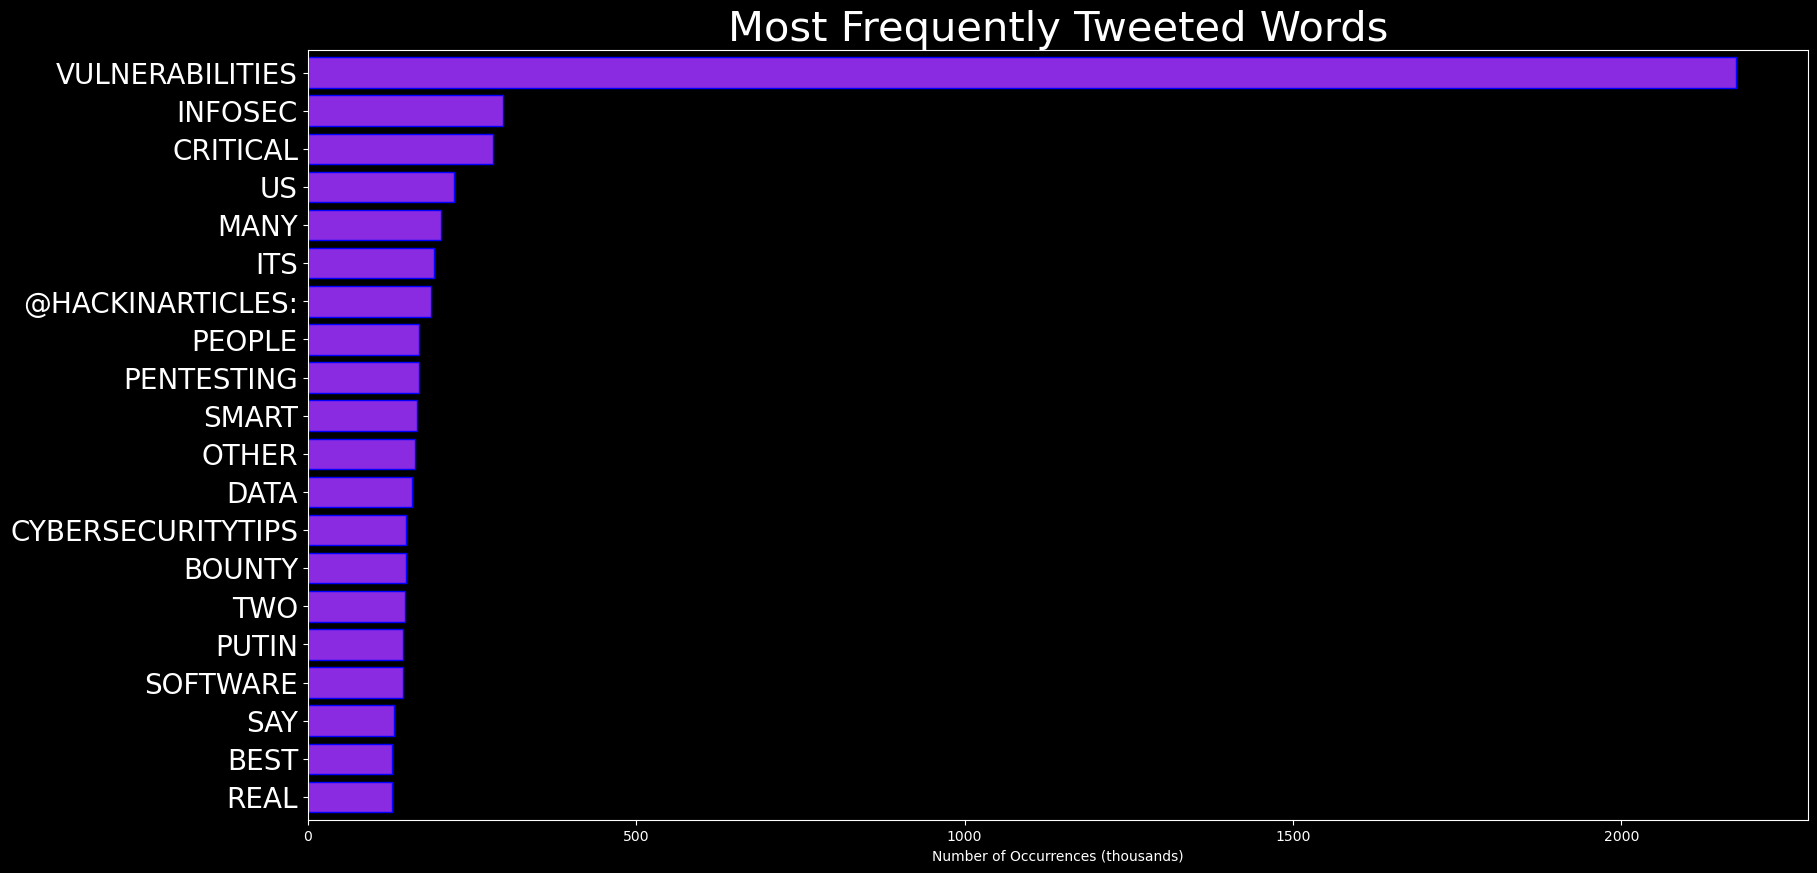 Most Frequently Tweeted Words
VULNERABILITIES
INFOSEC
CRITICAL
US
MANY
ITS
@HACKINARTICLES:
PEOPLE
PENTESTING
SMART
OTHER
DATA
CYBERSECURITYTIPS
BOUNTY
TWO
PUTIN
SOFTWARE
SAY
BEST
REAL
0 500 1000 1500 2000
Number of Occurrences (thousands)